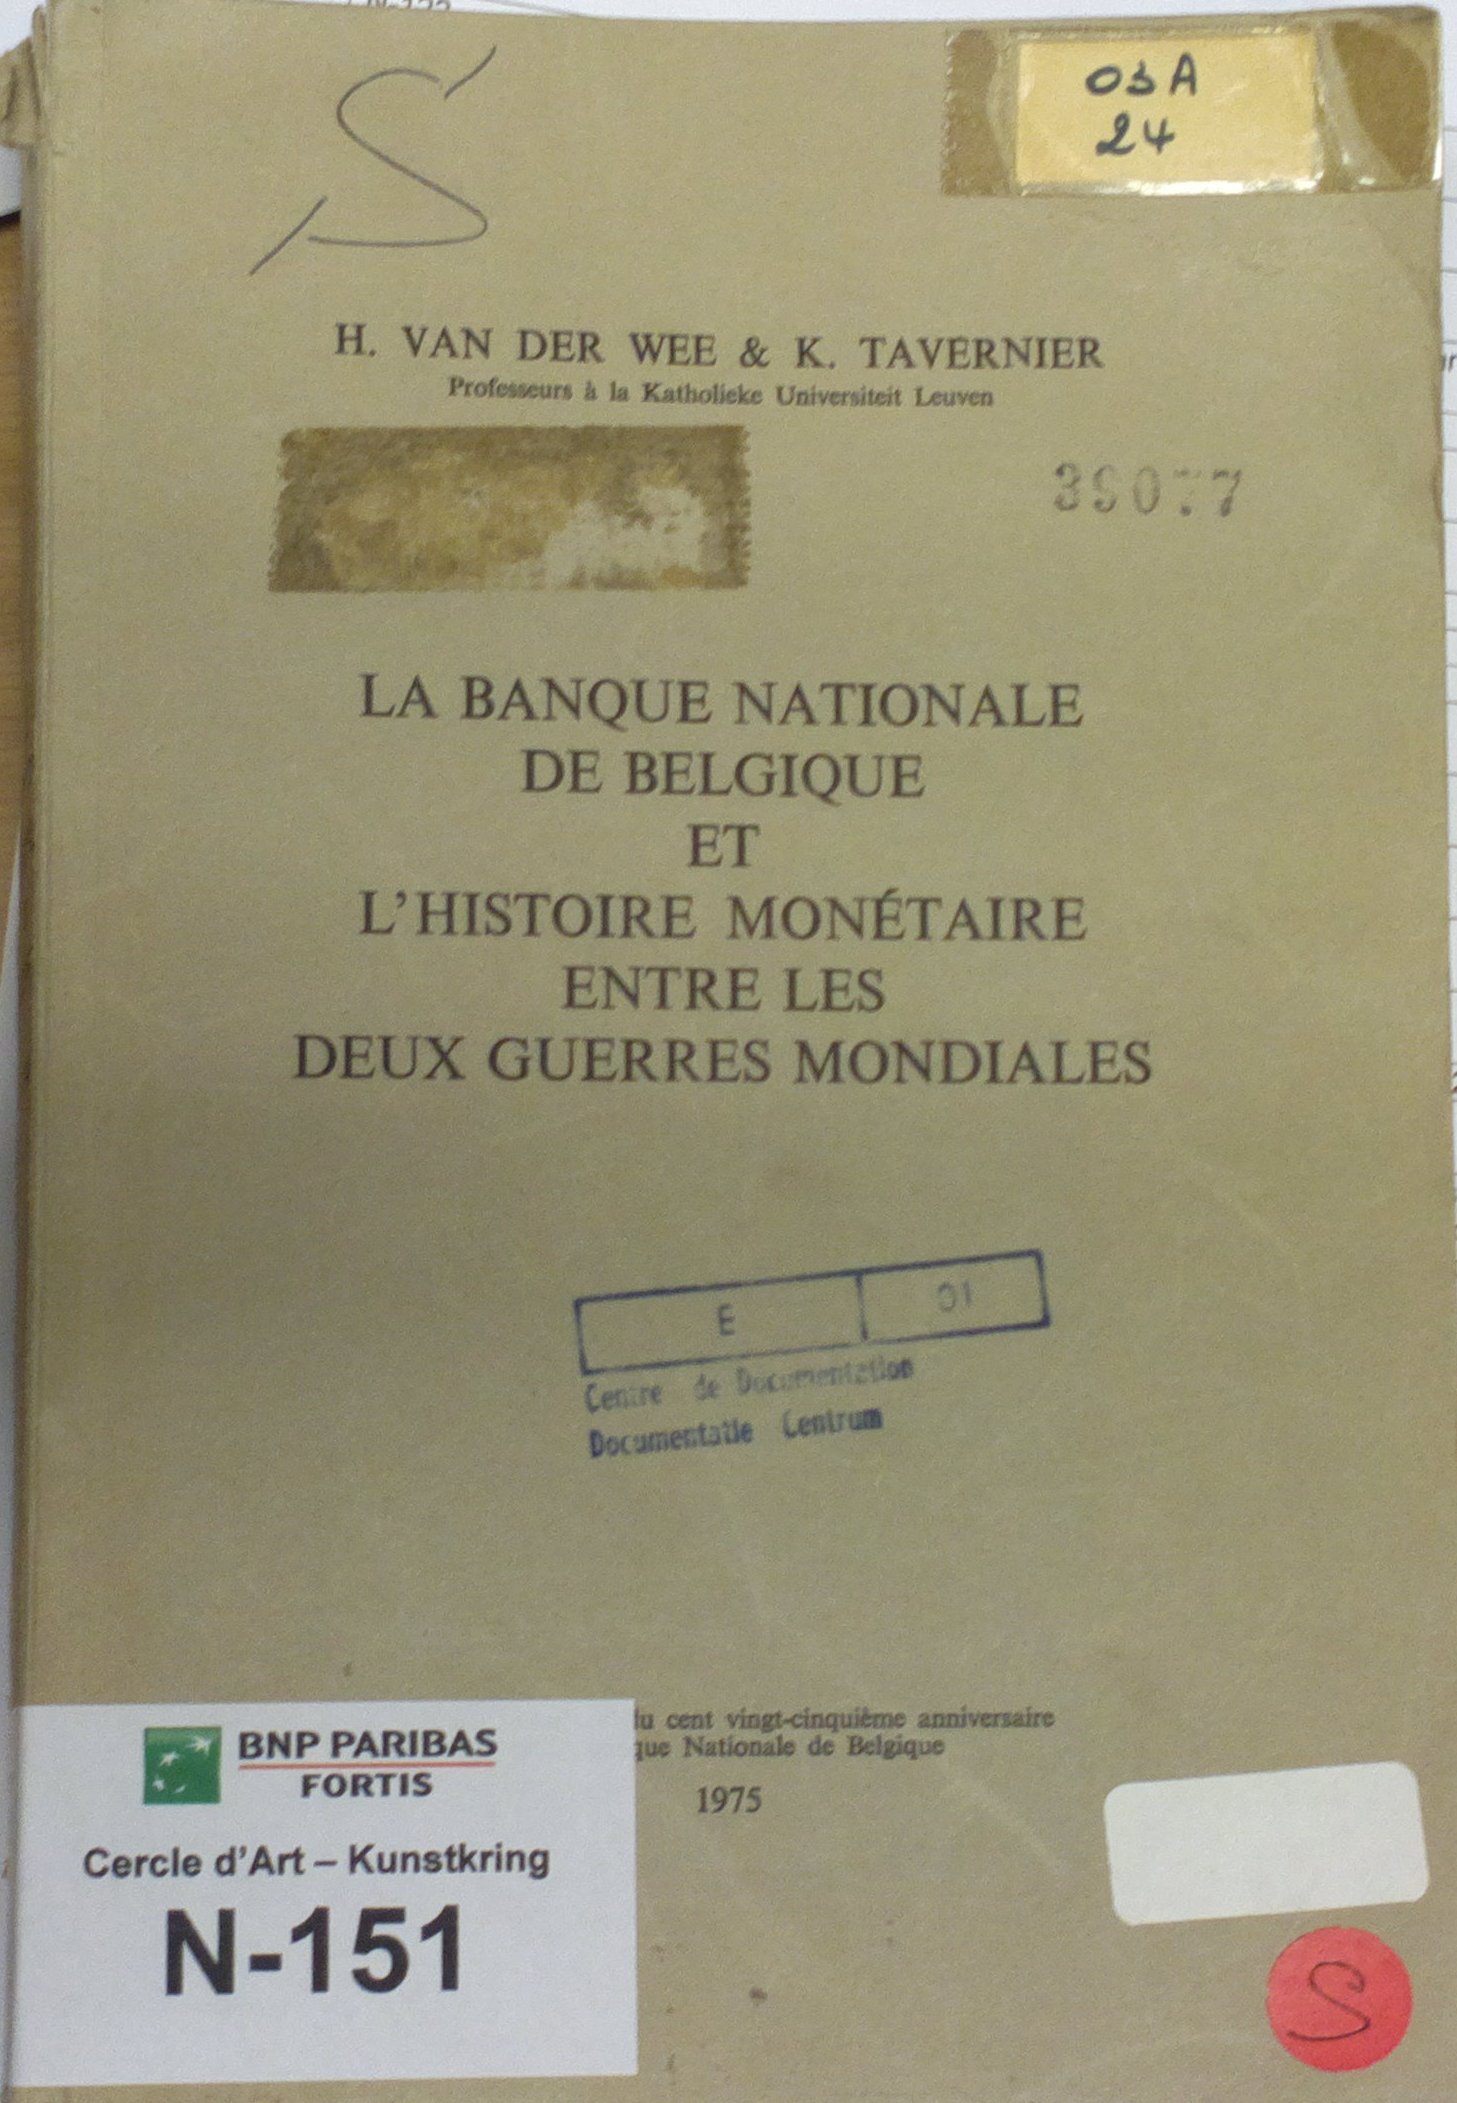 S
03A
24
H. VAN DER WEE & K. TAVERNIER
Professeurs à la Katholieke Universiteit Leuven
39077
LA BANQUE NATIONALE
DE BELGIQUE
ET
L'HISTOIRE MONÉTAIRE
ENTRE LES
DEUX GUERRES MONDIALES
E 01
Centre de Documentation
Documentatie Centrum
cent vingt-cinquième anniversaire
Nationale de Belgique
1975
BNP PARIBAS
FORTIS
Cercle d'Art – Kunstkring
N-151
S